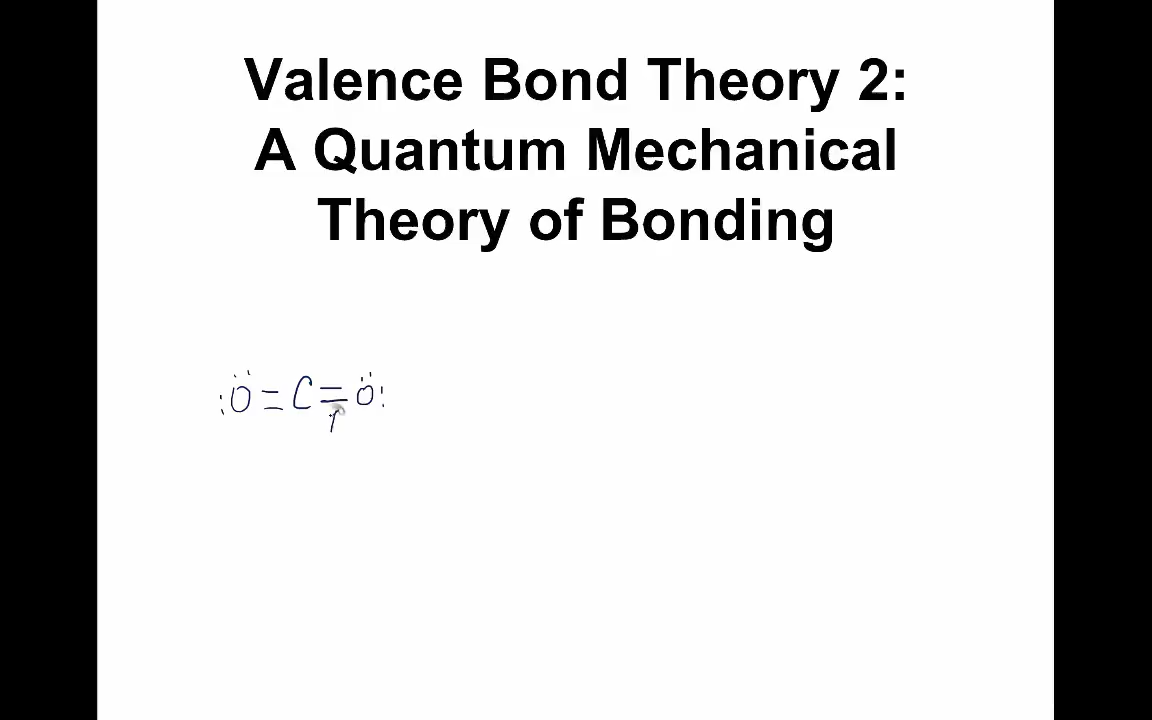 Valence Bond Theory 2:
A Quantum Mechanical
Theory of Bonding
:Ö=C=Ö: